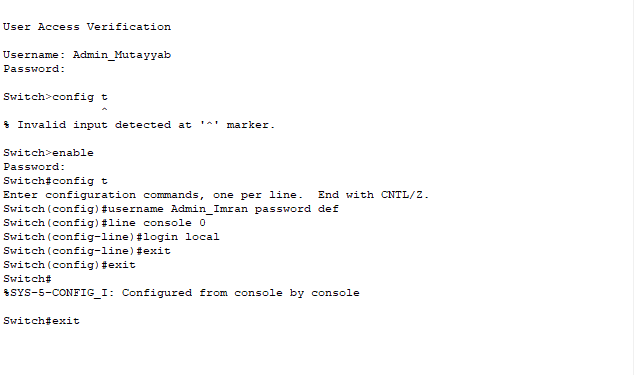 User Access Verification
Username: Admin_Mutayyab
Password:
Switch>config t
^
% Invalid input detected at '^' marker.
Switch>enable
Password:
Switch#config t
Enter configuration commands, one per line.  End with CNTL/Z.
Switch(config)#username Admin_Imran password def
Switch(config)#line console 0
Switch(config-line)#login local
Switch(config-line)#exit
Switch(config)#exit
Switch#
%SYS-5-CONFIG_I: Configured from console by console
Switch#exit